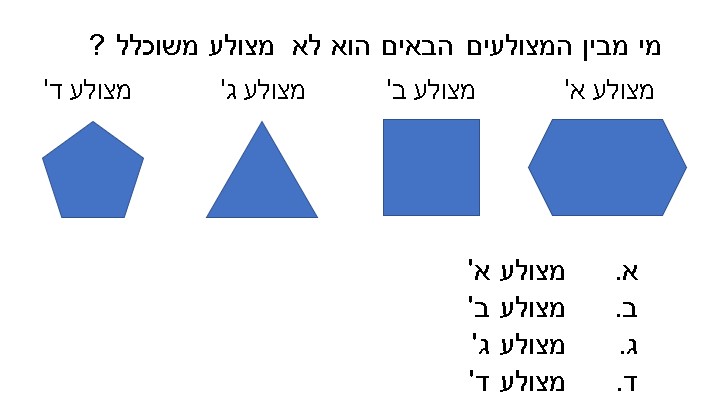 מי מבין המצולעים הבאים הוא לא מצולע משוכלל ?
מצולע א' מצולע ב' מצולע ג' מצולע ד'
א. מצולע א'
ב. מצולע ב'
ג. מצולע ג'
ד. מצולע ד'